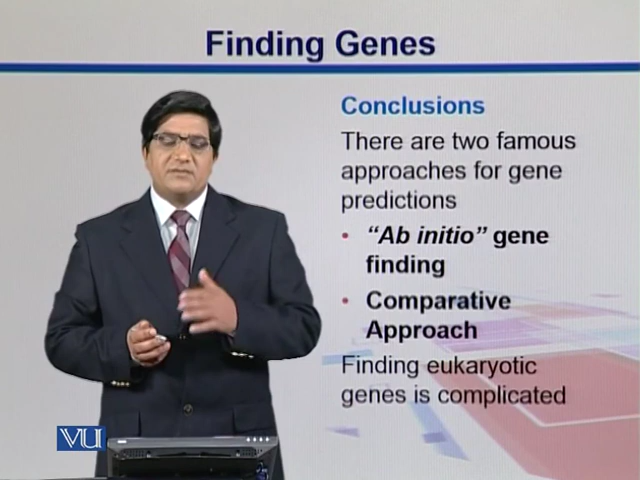 Finding Genes
Conclusions
There are two famous
approaches for gene
predictions
• “Ab initio” gene
finding
• Comparative
Approach
Finding eukaryotic
genes is complicated
VU